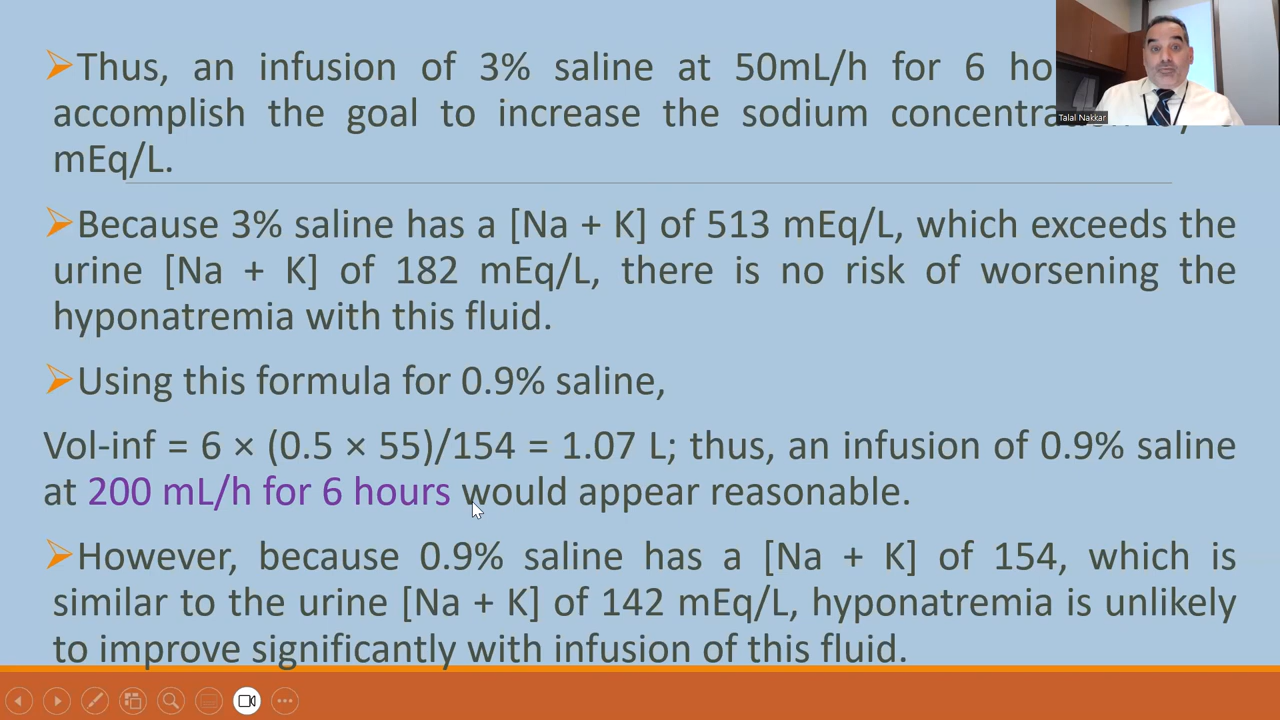 ➢Thus, an infusion of 3% saline at 50mL/h for 6 ho
accomplish the goal to increase the sodium
mEq/L.
➢Because 3% saline has a [Na + K] of 513 mEq/L, which exceeds the
urine [Na + K] of 182 mEq/L, there is no risk of worsening the
hyponatremia with this fluid.
➢Using this formula for 0.9% saline,
Vol-inf = 6 × (0.5 × 55)/154 = 1.07 L; thus, an infusion of 0.9% saline
at 200 mL/h for 6 hours would appear reasonable.
➢However, because 0.9% saline has a [Na + K] of 154, which is
similar to the urine [Na + K] of 142 mEq/L, hyponatremia is unlikely
to improve significantly with infusion of this fluid.
Talal Nakkar